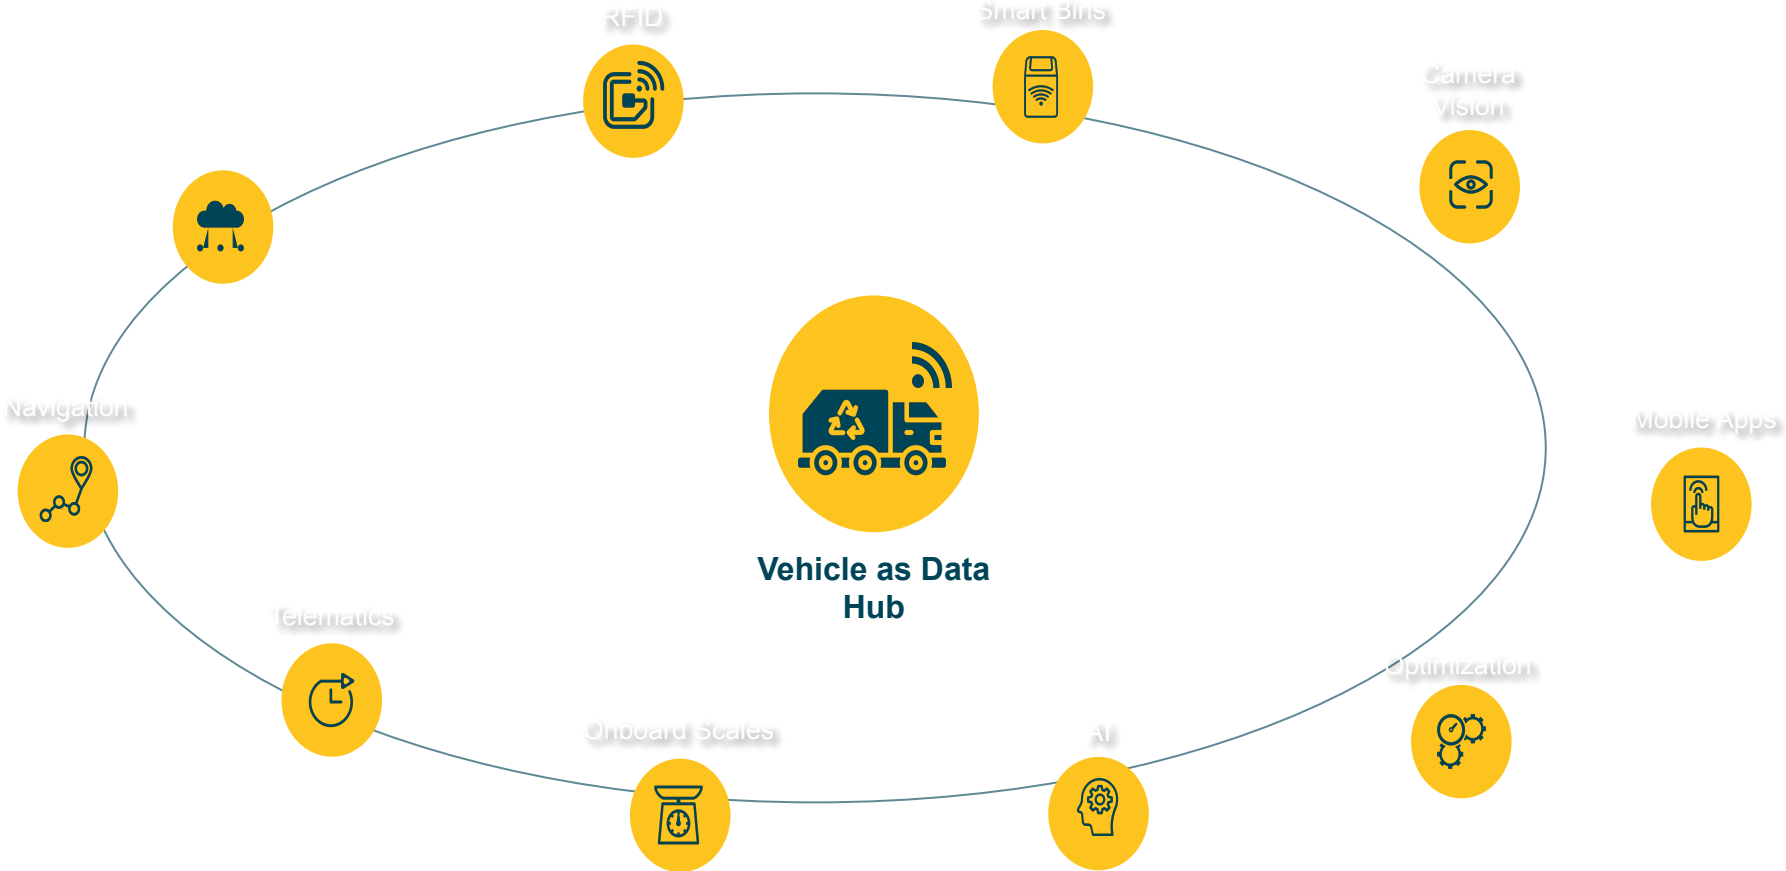 RFID
Smart Bins
Camera
Vision
Navigation
Mobile Apps
Vehicle as Data
Hub
Telematics
Optimization
Onboard Scales
AI